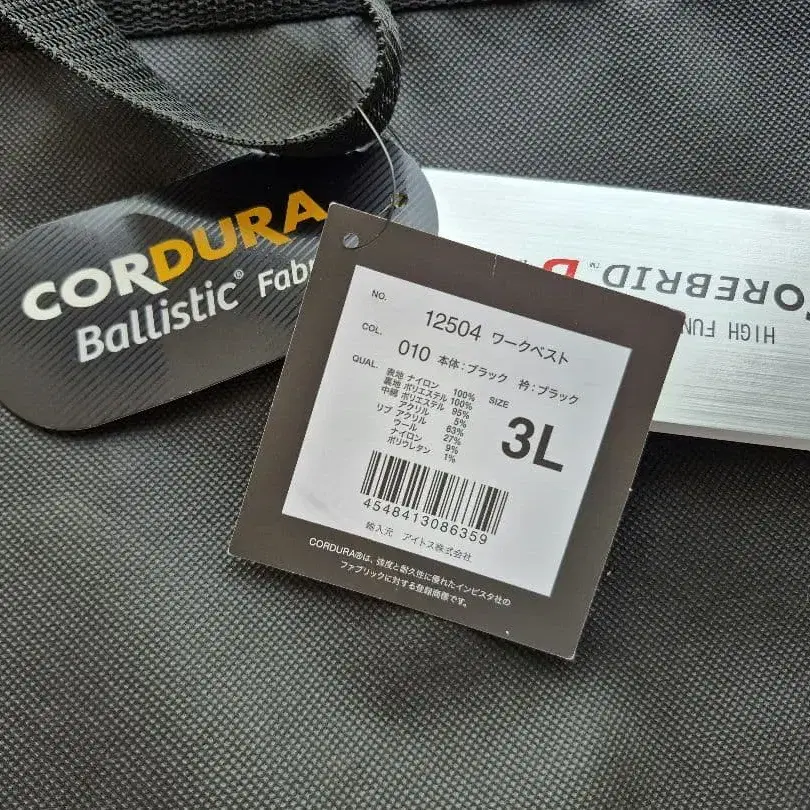 CORDURA
Ballistic® Fab
OREBRID
HIGH FUN
NO.
12504 ワークベスト
COL.
010 本体:ブラック 衿:ブラック
QUAL.
表地 ナイロン 100%
裏地 ポリエステル 100%
中綿 ポリエステル 95%
アクリル 5%
リブ アクリル 63%
ウール 27%
ナイロン 9%
ポリウレタン 1%
SIZE
3L
4548413086359
輸入元 アイトス株式会社
CORDURA®は、強度と耐久性に優れたインビスタ社の
ファブリックに対する登録商標です。